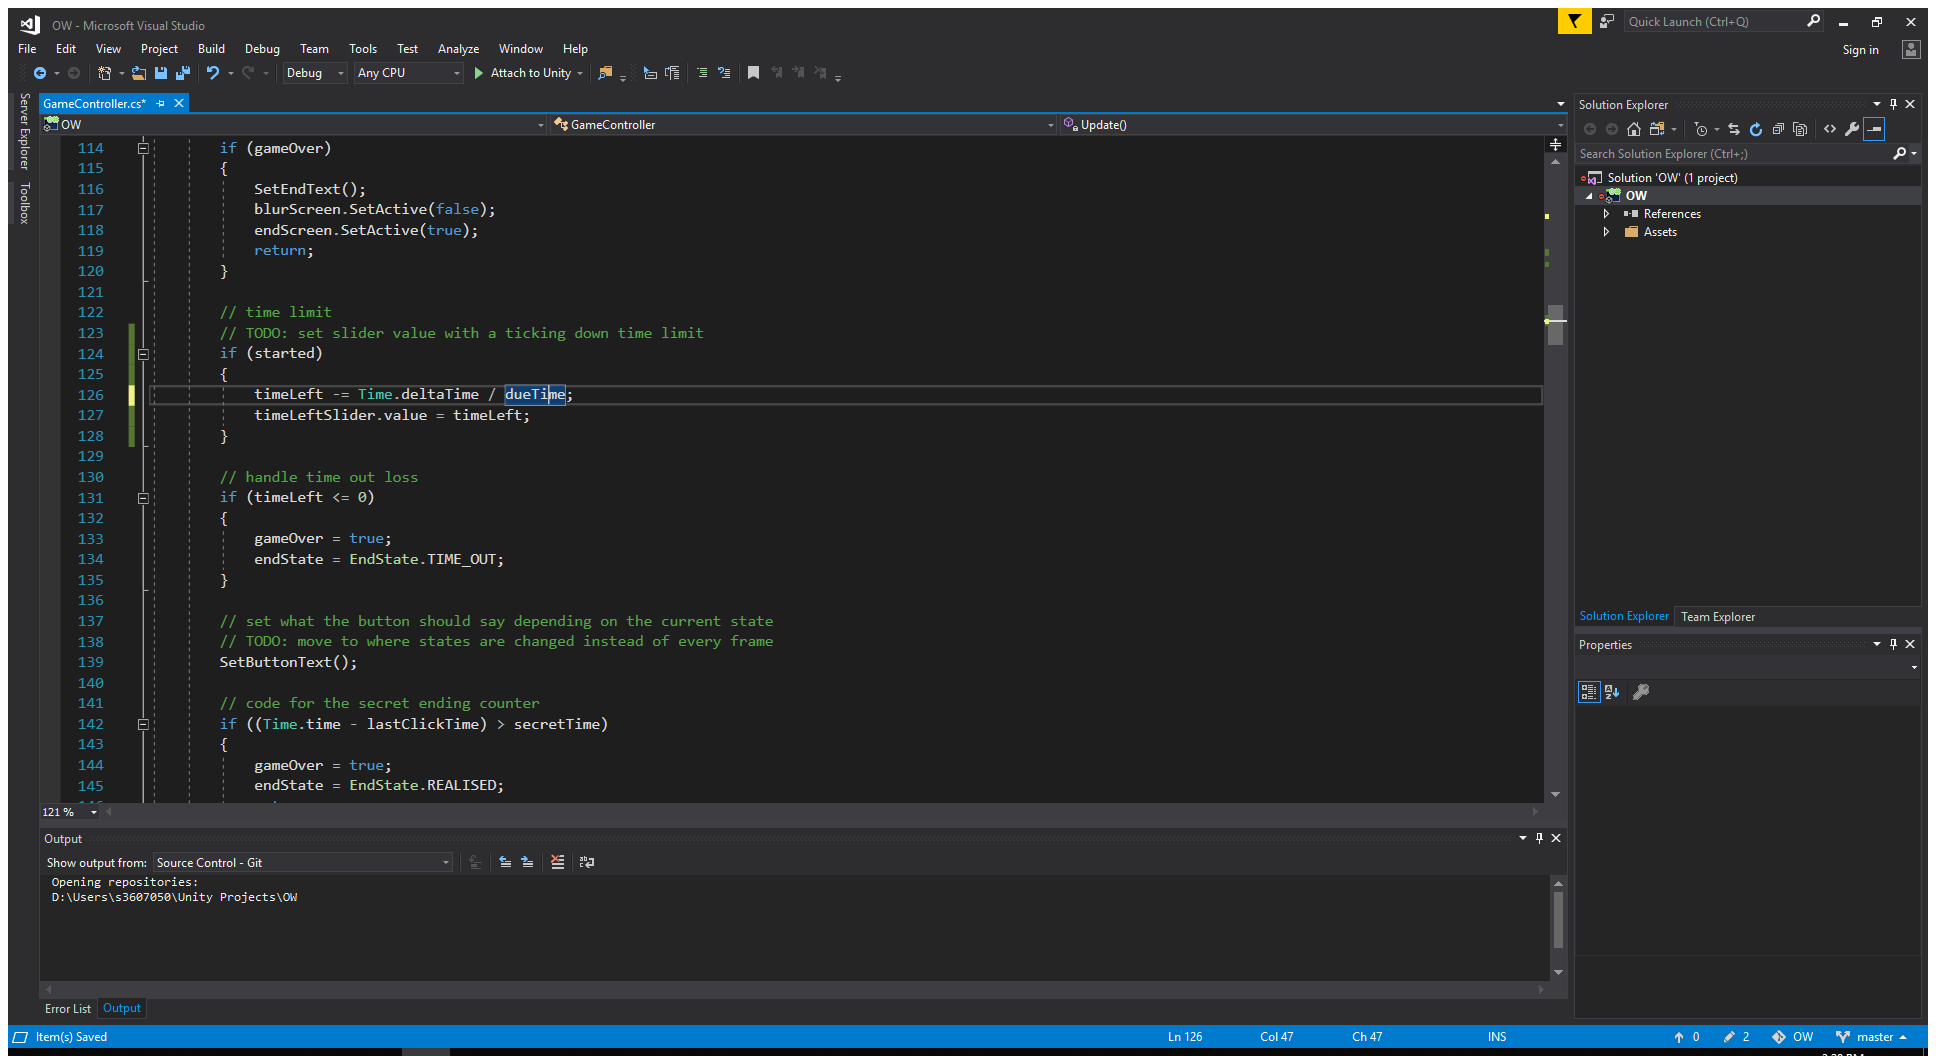 OW - Microsoft Visual Studio
Quick Launch (Ctrl+Q)
File Edit View Project Build Debug Team Tools Test Analyze Window Help
Sign in
Debug Any CPU Attach to Unity
Server Explorer
Toolbox
GameController.cs*
OW GameController Update()
114 if (gameOver)
115 {
116 SetEndText();
117 blurScreen.SetActive(false);
118 endScreen.SetActive(true);
119 return;
120 }
121
122 // time limit
123 // TODO: set slider value with a ticking down time limit
124 if (started)
125 {
126 timeLeft -= Time.deltaTime / dueTime;
127 timeLeftSlider.value = timeLeft;
128 }
129
130 // handle time out loss
131 if (timeLeft <= 0)
132 {
133 gameOver = true;
134 endState = EndState.TIME_OUT;
135 }
136
137 // set what the button should say depending on the current state
138 // TODO: move to where states are changed instead of every frame
139 SetButtonText();
140
141 // code for the secret ending counter
142 if ((Time.time - lastClickTime) > secretTime)
143 {
144 gameOver = true;
145 endState = EndState.REALISED;
121 %
Output
Show output from: Source Control - Git
Opening repositories:
D:\Users\s3607050\Unity Projects\OW
Error List Output
Solution Explorer
Search Solution Explorer (Ctrl+;)
Solution 'OW' (1 project)
OW
References
Assets
Solution Explorer Team Explorer
Properties
Item(s) Saved Ln 126 Col 47 Ch 47 INS 0 2 OW master